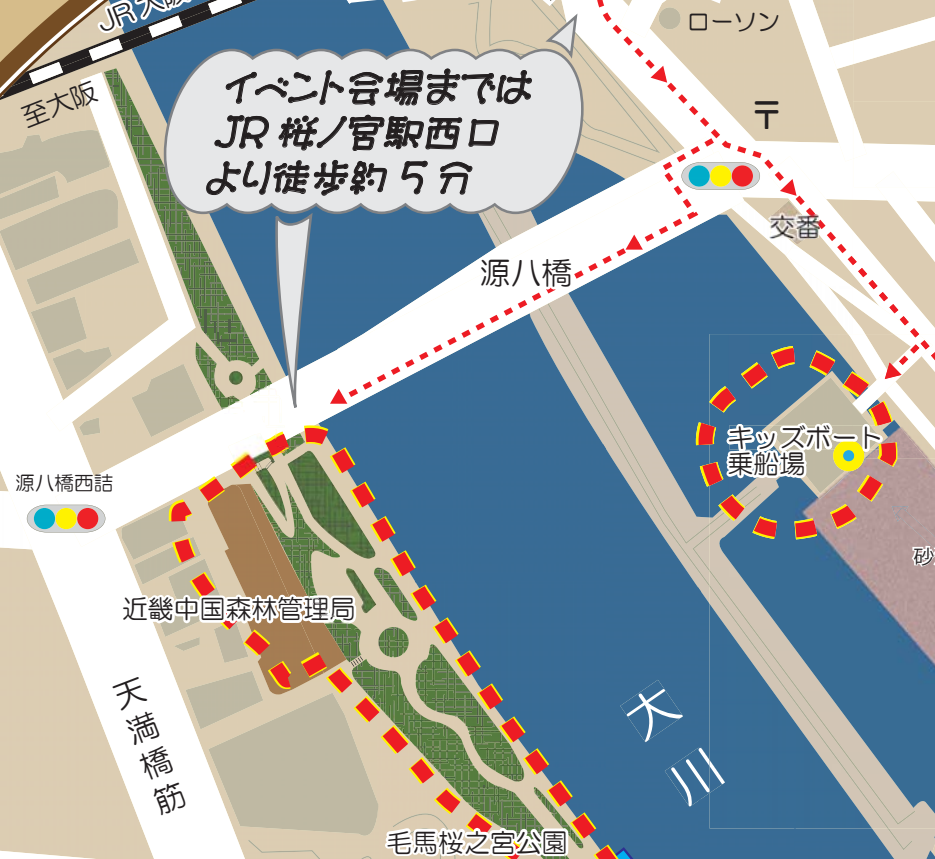 JR大阪
ローソン
至大阪
イベント会場までは
JR桜ノ宮駅西口
より徒歩約5分
〒
交番
源八橋
キッズボート
乗船場
源八橋西詰
砂
近畿中国森林管理局
天満橋筋
大川
毛馬桜之宮公園